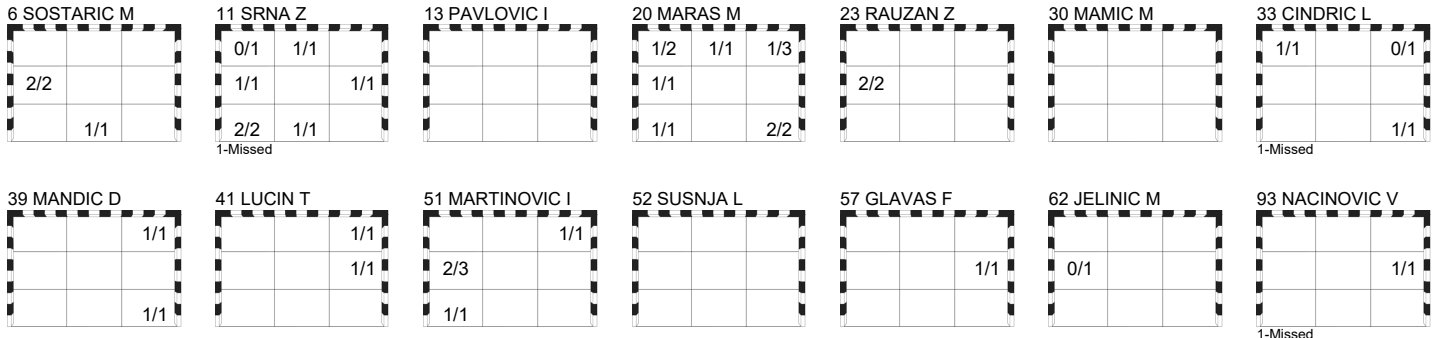 6 SOSTARIC M 11 SRNA Z 13 PAVLOVIC I 20 MARAS M 23 RAUZAN Z 30 MAMIC M 33 CINDRIC L
0/1 1/1 1/2 1/1 1/3 1/1 0/1
2/2 1/1 1/1 1/1 2/2
1/1 2/2 1/1 1/1 2/2 1/1
1-Missed 1-Missed
39 MANDIC D 41 LUCIN T 51 MARTINOVIC I 52 SUSNJA L 57 GLAVAS F 62 JELINIC M 93 NACINOVIC V
1/1 1/1 1/1
1/1 2/3 1/1 0/1 1/1
1/1 1/1
1-Missed